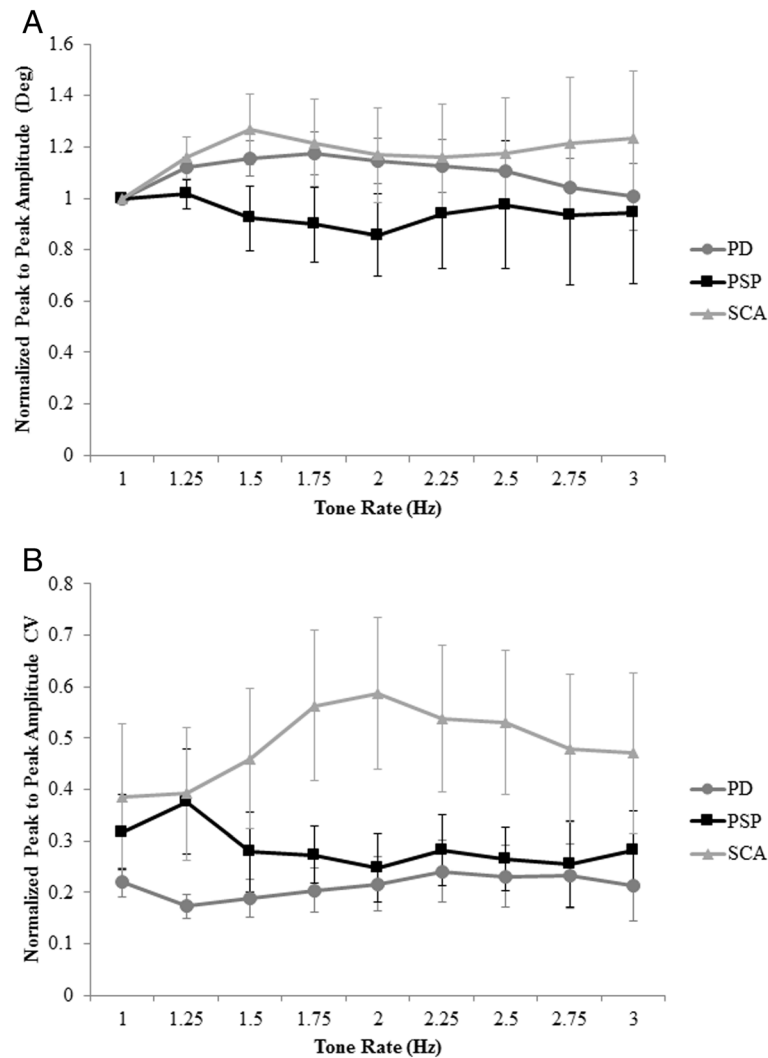 A
Normalized Peak to Peak Amplitude (Deg)
1.6
1.4
1.2
1
0.8
0.6
0.4
0.2
0
1 1.25 1.5 1.75 2 2.25 2.5 2.75 3
Tone Rate (Hz)
PD
PSP
SCA
B
Normalized Peak to Peak Amplitude CV
0.8
0.7
0.6
0.5
0.4
0.3
0.2
0.1
0
1 1.25 1.5 1.75 2 2.25 2.5 2.75 3
Tone Rate (Hz)
PD
PSP
SCA